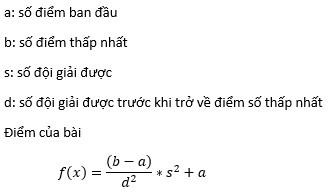 a: số điểm ban đầu
b: số điểm thấp nhất
s: số đội giải được
d: số đội giải được trước khi trở về điểm số thấp nhất
Điểm của bài
f(x) = (b − a)/d² * s² + a